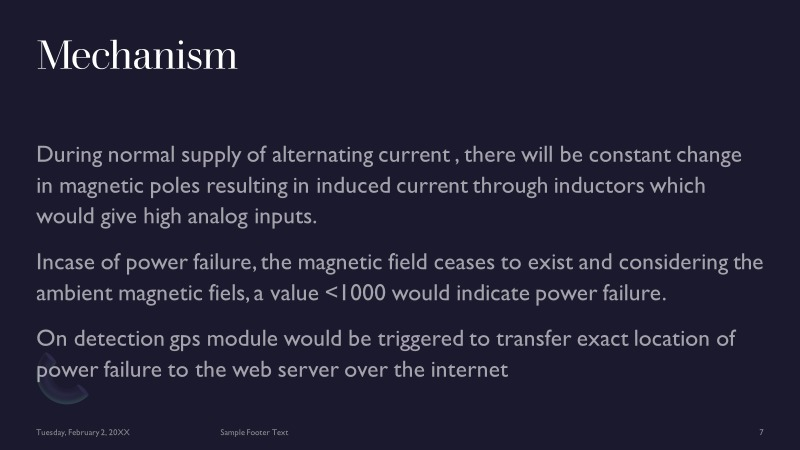 Mechanism
During normal supply of alternating current , there will be constant change
in magnetic poles resulting in induced current through inductors which
would give high analog inputs.
Incase of power failure, the magnetic field ceases to exist and considering the
ambient magnetic fiels, a value <1000 would indicate power failure.
On detection gps module would be triggered to transfer exact location of
power failure to the web server over the internet
Tuesday, February 2, 20XX
Sample Footer Text
7